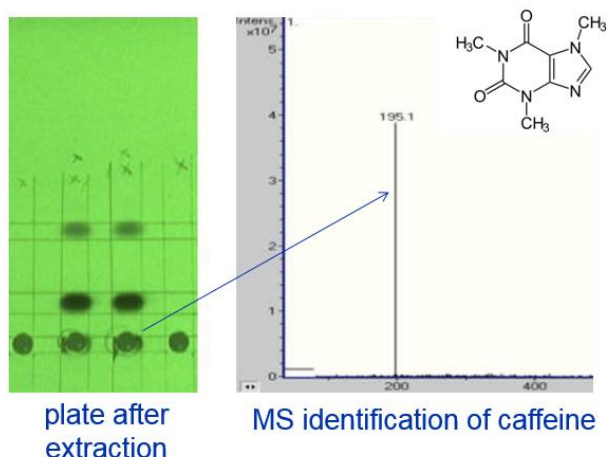 Intens. 1.
x10⁷
5
4
3
2
1
0
195.1
200
400
O
CH₃
H₃C
N
N
O
N
N
CH₃
plate after
extraction
MS identification of caffeine